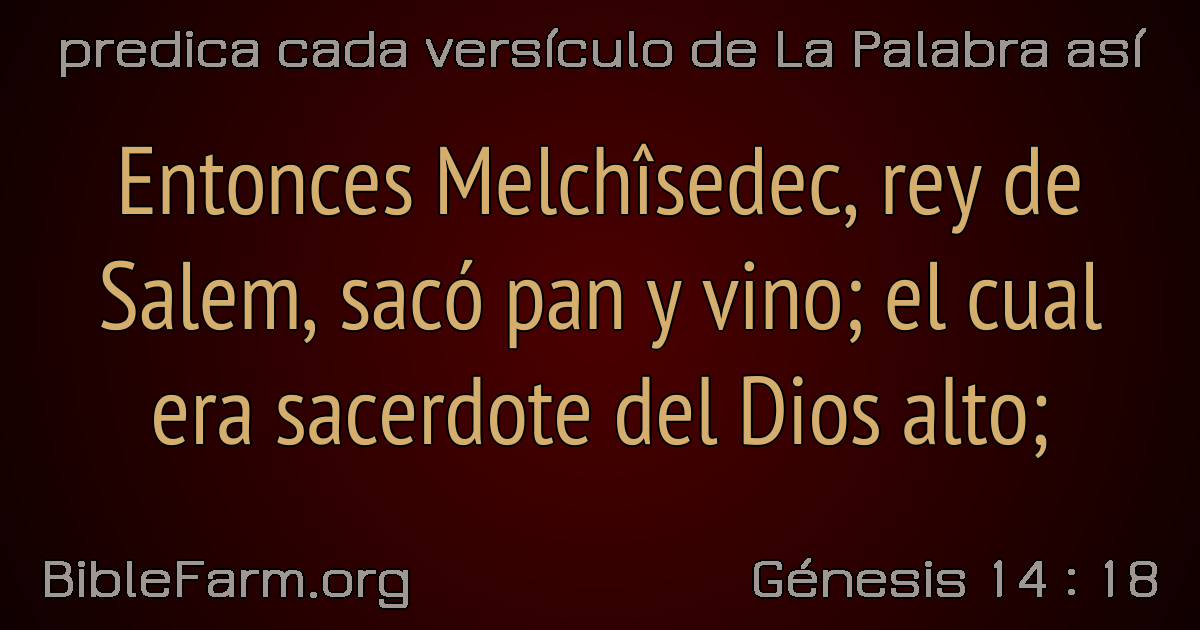 predica cada versículo de La Palabra así
Entonces Melchîsedec, rey de
Salem, sacó pan y vino; el cual
era sacerdote del Dios alto;
BibleFarm.org
Génesis 14 : 18